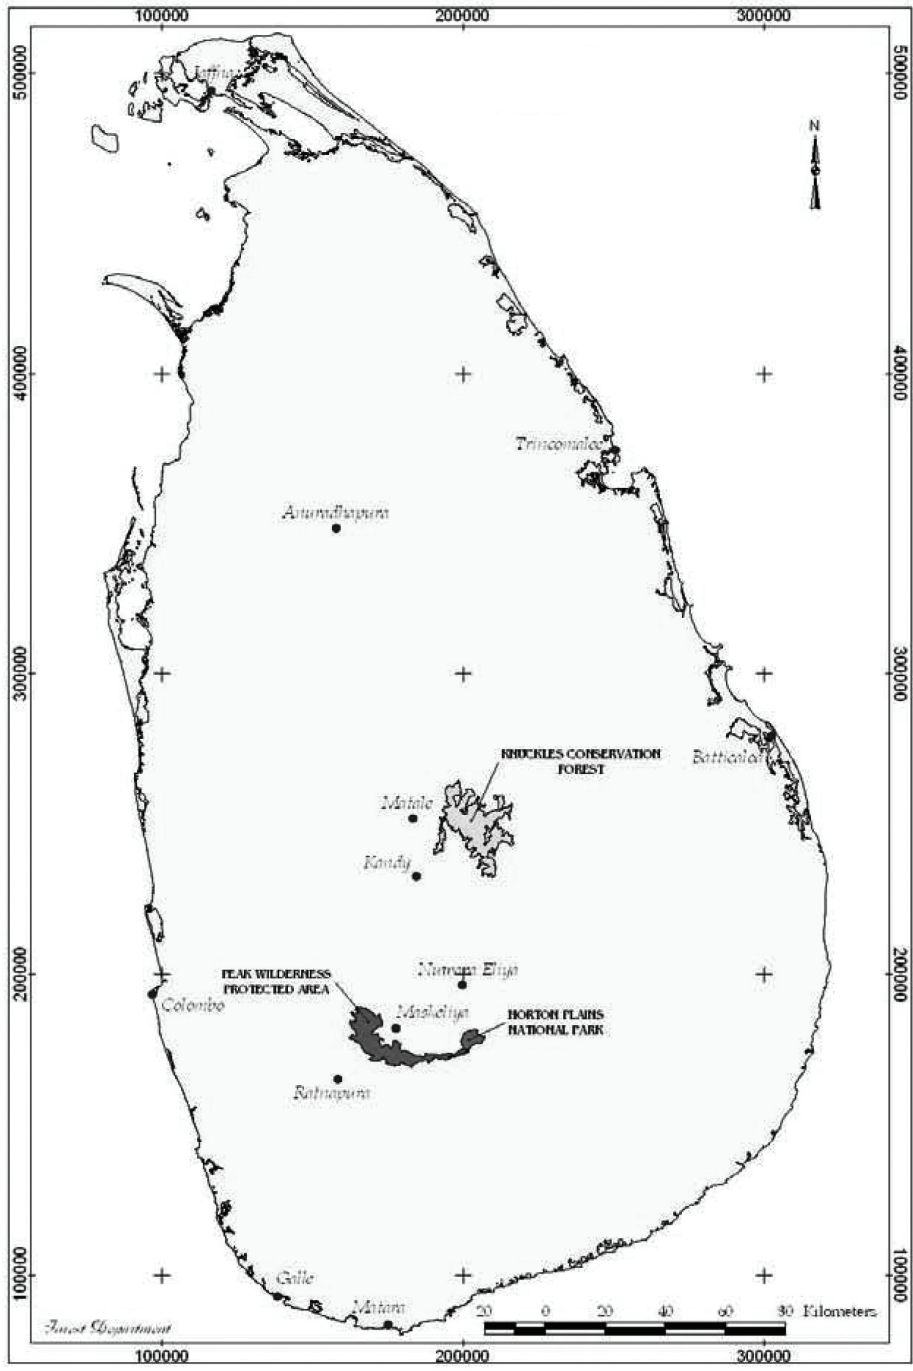 100000 200000 300000
500000 500000
Jaffna
N
400000 400000
Trincomalee
Anuradhapura
300000 300000
KNUCKLES CONSERVATION
FOREST
Batticaloa
Matale
Kandy
200000 200000
Nuwara Eliya
PEAK WILDERNESS
PROTECTED AREA
Colombo
Maskeliya
HORTON PLAINS
NATIONAL PARK
Ratnapura
100000 100000
Galle
Matara
20 0 20 40 60 80 Kilometers
Forest Department
100000 200000 300000